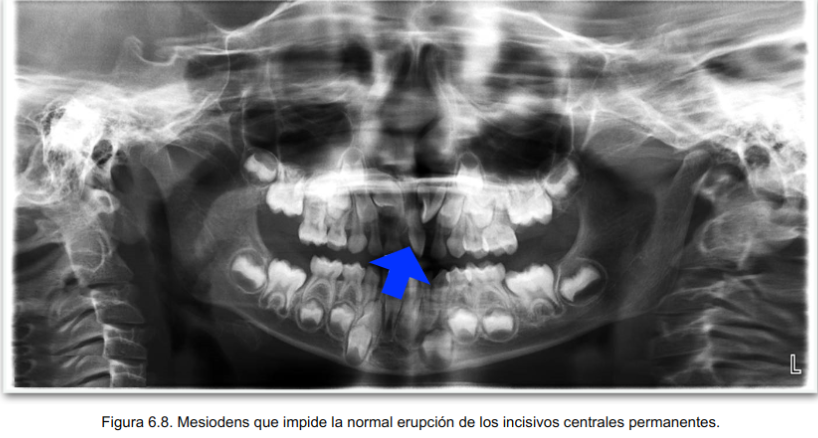 L
Figura 6.8. Mesiodens que impide la normal erupción de los incisivos centrales permanentes.